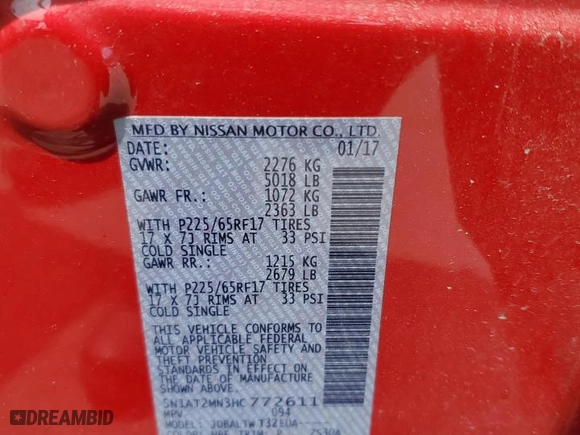 MFD BY NISSAN MOTOR CO., LTD.
DATE: 01/17
GVWR: 2276 KG
5018 LB
GAWR FR.: 1072 KG
2363 LB
WITH P225/65RF17 TIRES
17 X 7J RIMS AT 33 PSI
COLD SINGLE
GAWR RR.: 1215 KG
2679 LB
WITH P225/65RF17 TIRES
17 X 7J RIMS AT 33 PSI
COLD SINGLE
THIS VEHICLE CONFORMS TO
ALL APPLICABLE FEDERAL
MOTOR VEHICLE SAFETY AND
THEFT PREVENTION
STANDARDS IN EFFECT ON
THE DATE OF MANUFACTURE
SHOWN ABOVE.
5N1AT2MN3HC772611
MPV 094
MODEL:
DREAMBID